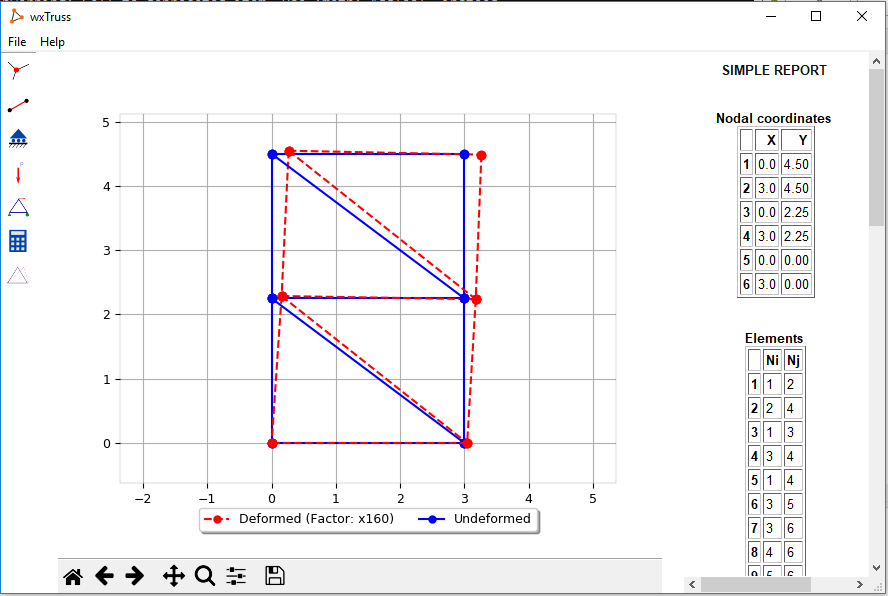 wxTruss
File Help
SIMPLE REPORT
Nodal coordinates
X Y
1 0.0 4.50
2 3.0 4.50
3 0.0 2.25
4 3.0 2.25
5 0.0 0.00
6 3.0 0.00
Elements
Ni Nj
1 1 2
2 2 4
3 1 3
4 3 4
5 1 4
6 3 5
7 3 6
8 4 6
9 5 6
5
4
3
2
1
0
−2 −1 0 1 2 3 4 5
Deformed (Factor: x160) Undeformed